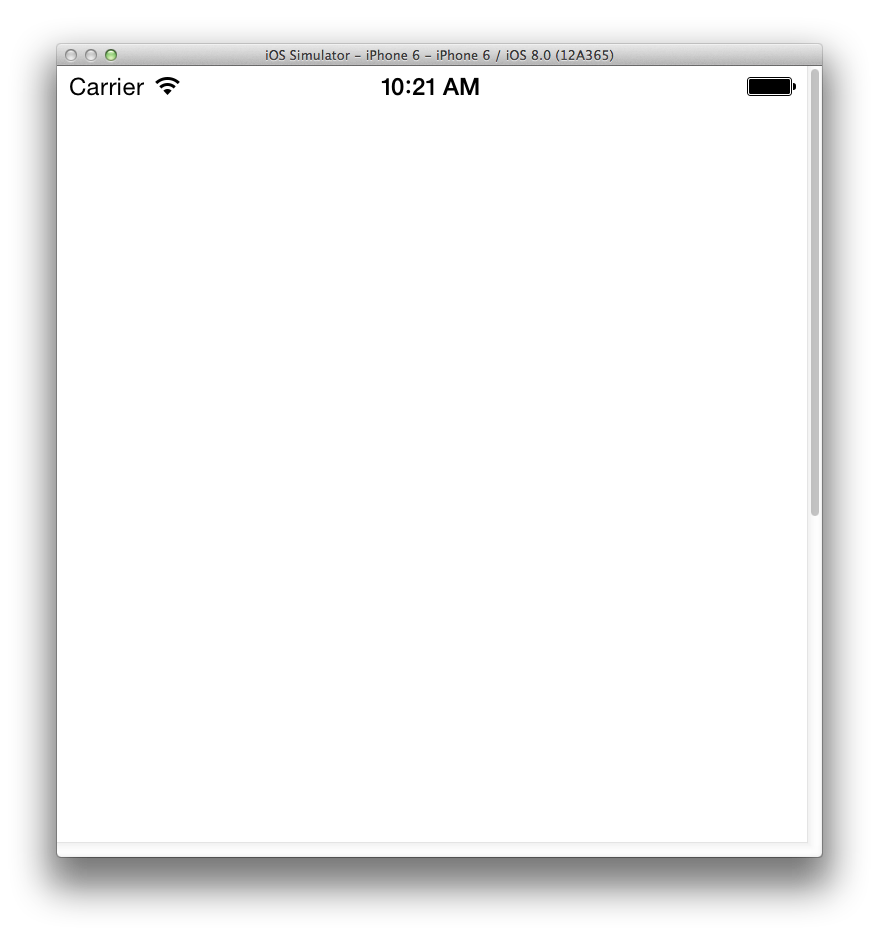 iOS Simulator – iPhone 6 – iPhone 6 / iOS 8.0 (12A365)
Carrier 10:21 AM